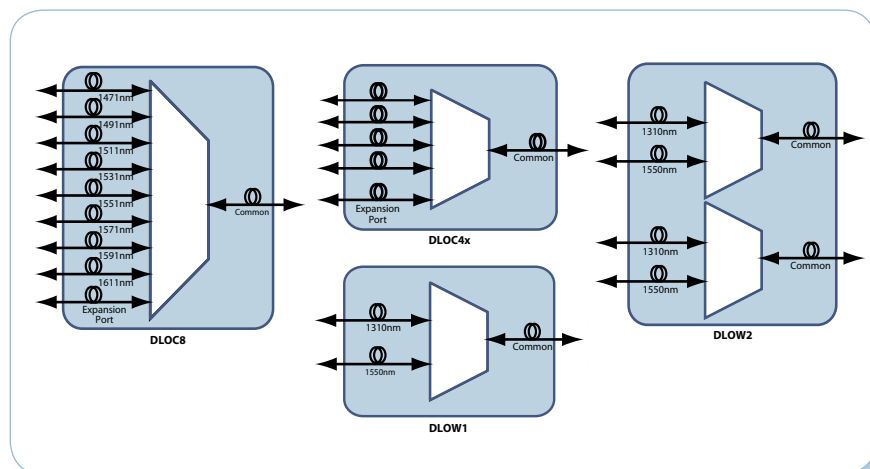 1471nm
1491nm
1511nm
1531nm
1551nm
1571nm
1591nm
1611nm
Expansion
Port
Common
DLOC8
Expansion
Port
Common
DLOC4x
1310nm
1550nm
Common
DLOW1
1310nm
1550nm
Common
1310nm
1550nm
Common
DLOW2